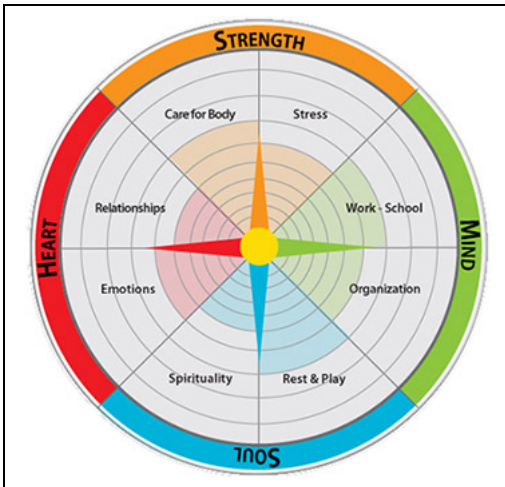 STRENGTH
Care for Body
Stress
Relationships
Work - School
HEART
MIND
Emotions
Organization
Spirituality
Rest & Play
SOUL